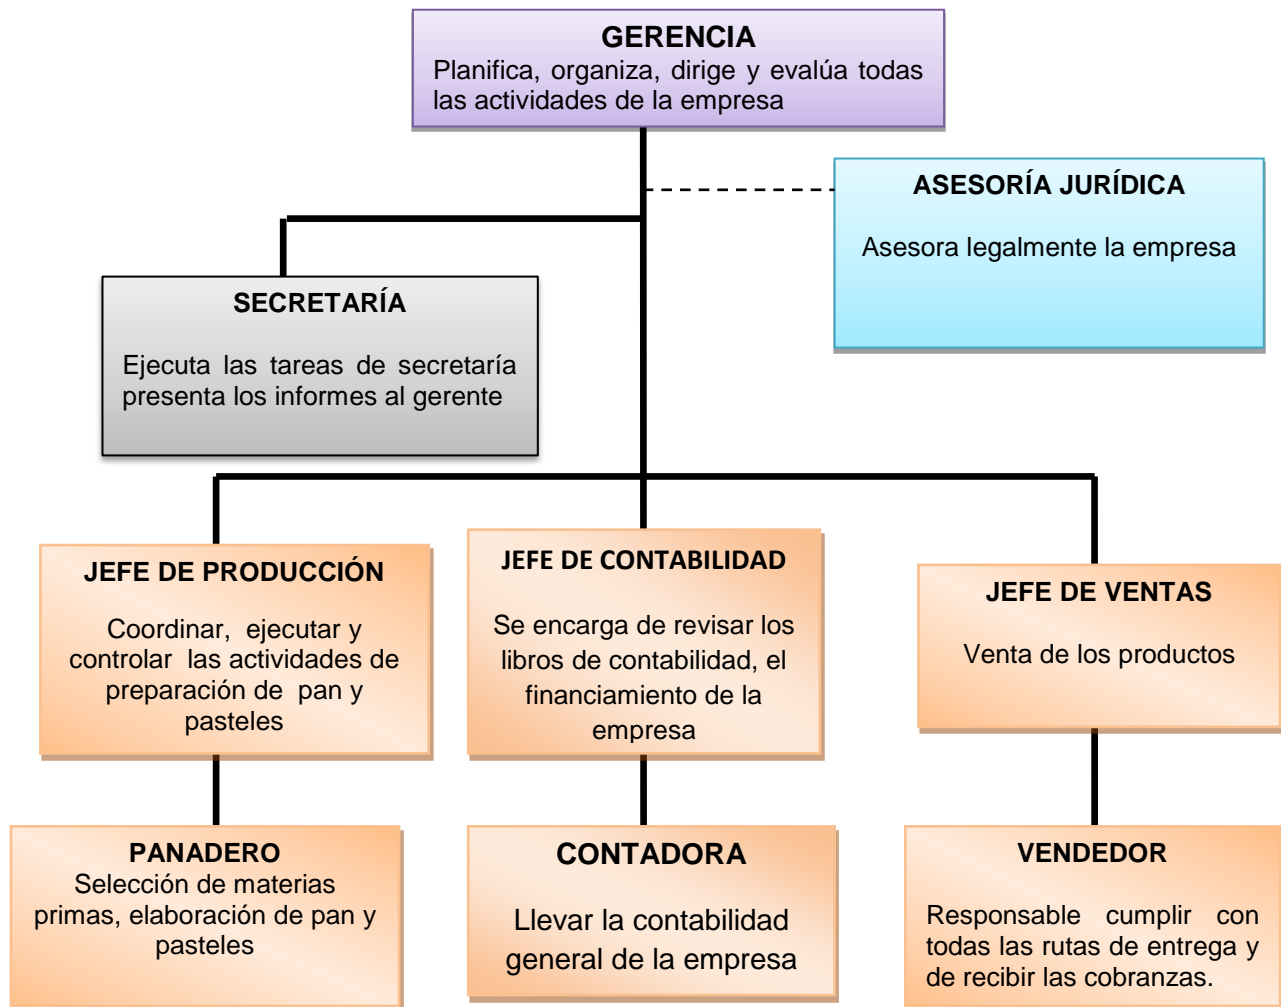 GERENCIA
Planifica, organiza, dirige y evalúa todas
las actividades de la empresa
ASESORÍA JURÍDICA
Asesora legalmente la empresa
SECRETARÍA
Ejecuta las tareas de secretaría
presenta los informes al gerente
JEFE DE PRODUCCIÓN
Coordinar, ejecutar y
controlar las actividades de
preparación de pan y
pasteles
JEFE DE CONTABILIDAD
Se encarga de revisar los
libros de contabilidad, el
financiamiento de la
empresa
JEFE DE VENTAS
Venta de los productos
PANADERO
Selección de materias
primas, elaboración de pan y
pasteles
CONTADORA
Llevar la contabilidad
general de la empresa
VENDEDOR
Responsable cumplir con
todas las rutas de entrega y
de recibir las cobranzas.